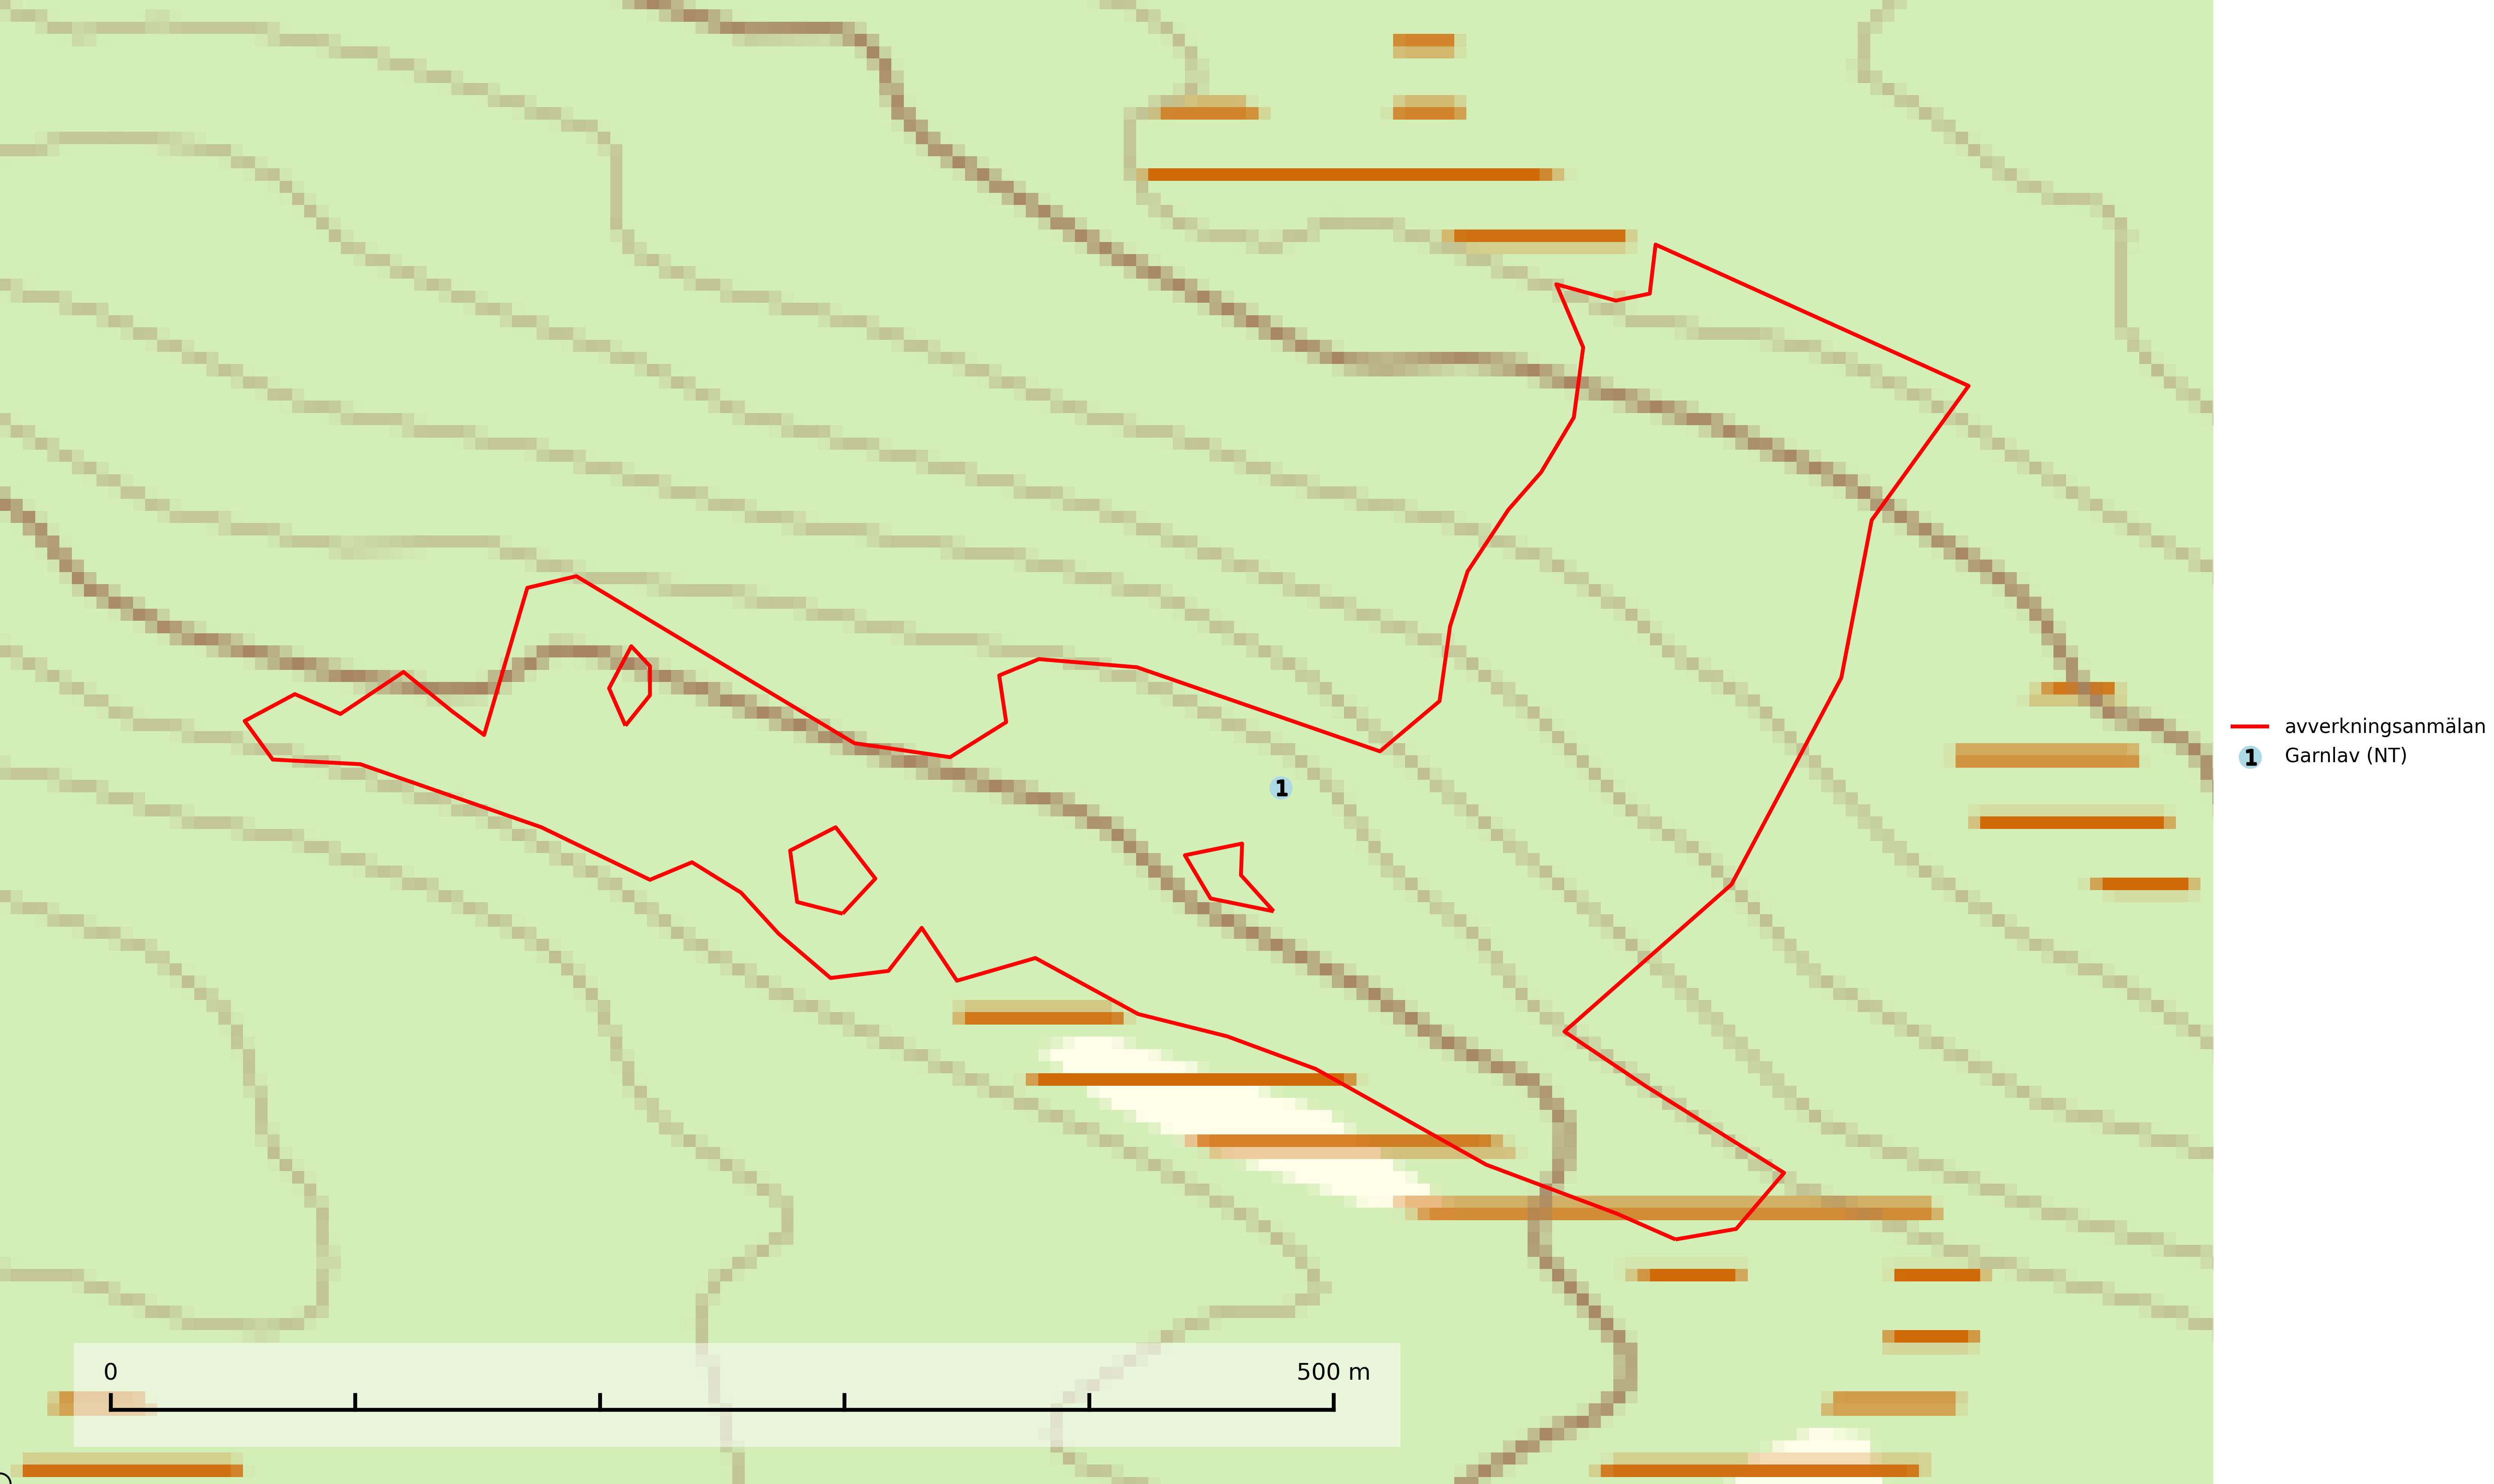 1
avverkningsanmälan
1 Garnlav (NT)
0 500 m